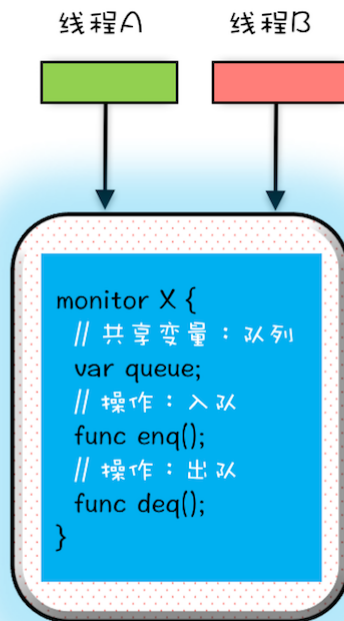 线程A 线程B
monitor X {
// 共享变量：队列
var queue;
// 操作：入队
func enq();
// 操作：出队
func deq();
}